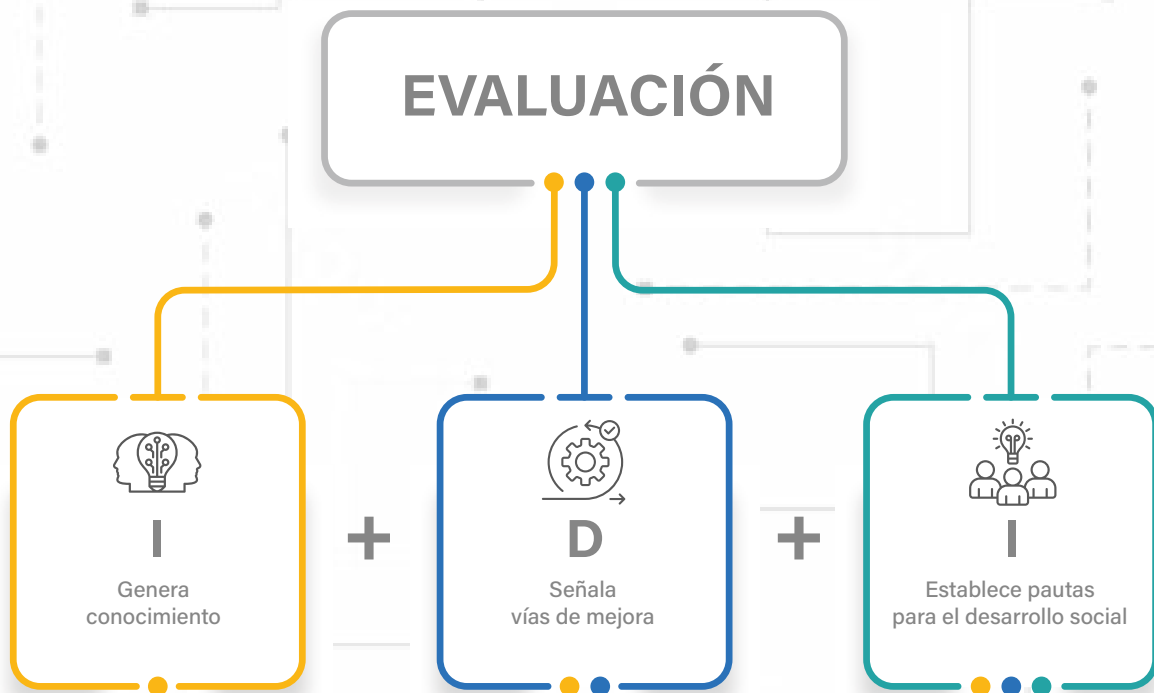 EVALUACIÓN
I
+
D
+
I
Genera
conocimiento
Señala
vías de mejora
Establece pautas
para el desarrollo social